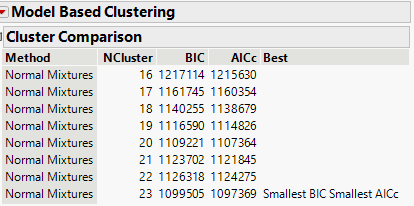 Model Based Clustering
Cluster Comparison
Method NCluster BIC AICc Best
Normal Mixtures 16 1217114 1215630
Normal Mixtures 17 1161745 1160354
Normal Mixtures 18 1140255 1138679
Normal Mixtures 19 1116590 1114826
Normal Mixtures 20 1109221 1107364
Normal Mixtures 21 1123702 1121845
Normal Mixtures 22 1126318 1124275
Normal Mixtures 23 1099505 1097369 Smallest BIC Smallest AICc